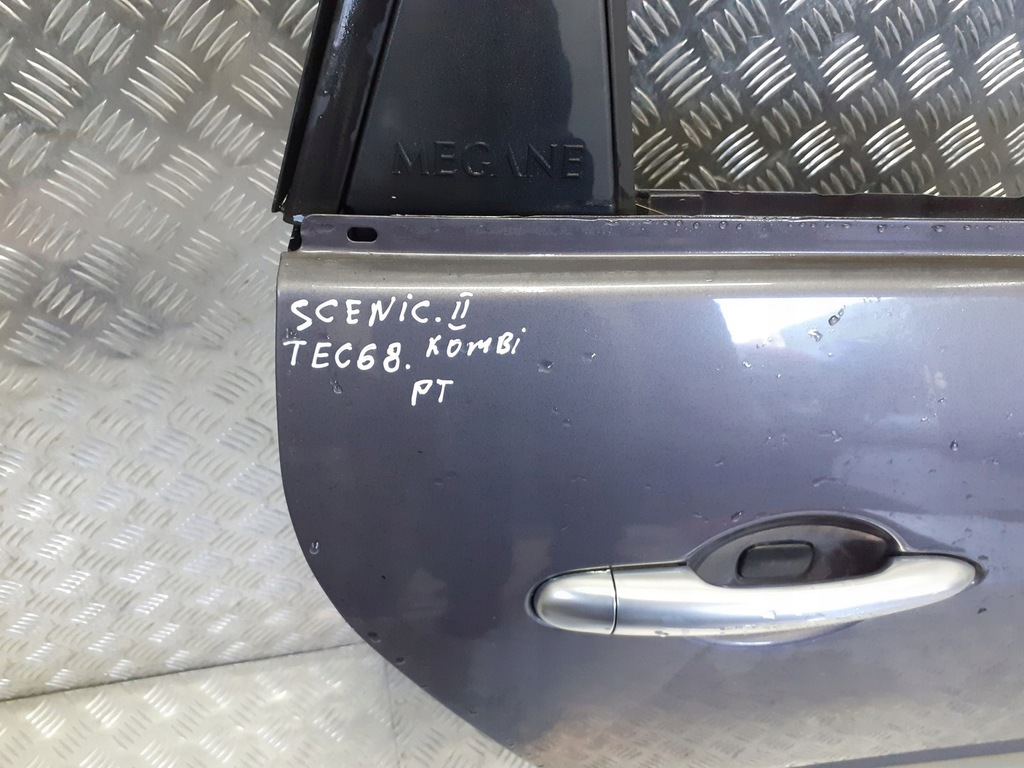 MEGANE
SCENIC. II
TEC68. KOMBI
PT